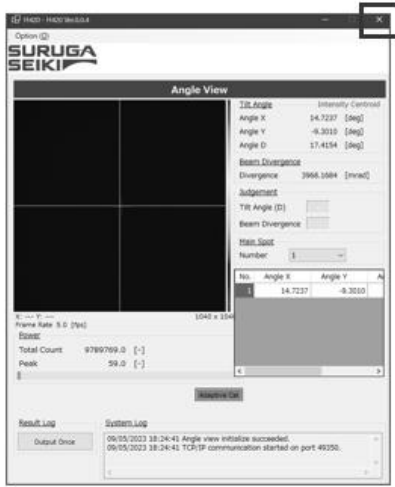 H420 - H420 Ver.0.0.4
Option (O)
SURUGA
SEIKI
Angle View
Tilt Angle Intensity Centroid
Angle X 14.7237 [deg]
Angle Y -9.3010 [deg]
Angle D 17.4154 [deg]
Beam Divergence
Divergence 3968.1684 [mrad]
Judgement
Tilt Angle (D)
Beam Divergence
Main Spot
Number 1
No. Angle X Angle Y
1 14.7237 -9.3010
X: --- Y: --- 1040 x 104
Frame Rate 5.0 [fps]
Power
Total Count 9789769.0 [-]
Peak 59.0 [-]
Adaptive Cal.
Result Log System Log
Output Once
09/05/2023 18:24:41 Angle view initialize succeeded.
09/05/2023 18:24:41 TCP/IP communication started on port 49350.